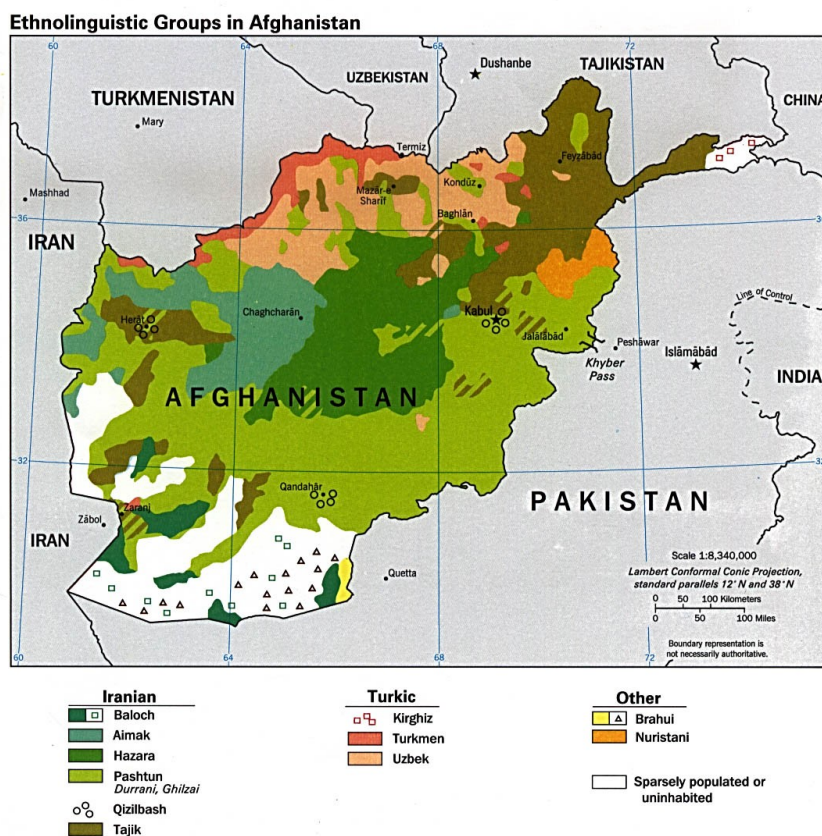 Ethnolinguistic Groups in Afghanistan
60
64
68
72
Dushanbe
TAJIKISTAN
UZBEKISTAN
CHINA
TURKMENISTAN
Mary
Termiz
Feyzābād
Mashhad
Mazār-e
Sharif
Kondūz
36
Baghlān
IRAN
Line of Control
Chaghcharān
Kabul
Herāt
Jalālābād
Peshāwar
Islāmābād
Khyber
Pass
INDIA
AFGHANISTAN
32
32
Qandahār
Zaranj
PAKISTAN
Zābol
IRAN
Scale 1:8,340,000
Quetta
Lambert Conformal Conic Projection,
standard parallels 12° N and 38° N
0 50 100 Kilometers
0 50 100 Miles
Boundary representation is
not necessarily authoritative.
60
64
68
72
Iranian
Baloch
Aimak
Hazara
Pashtun
Durrani, Ghilzai
Qizilbash
Tajik
Turkic
Kirghiz
Turkmen
Uzbek
Other
Brahui
Nuristani
Sparsely populated or
uninhabited